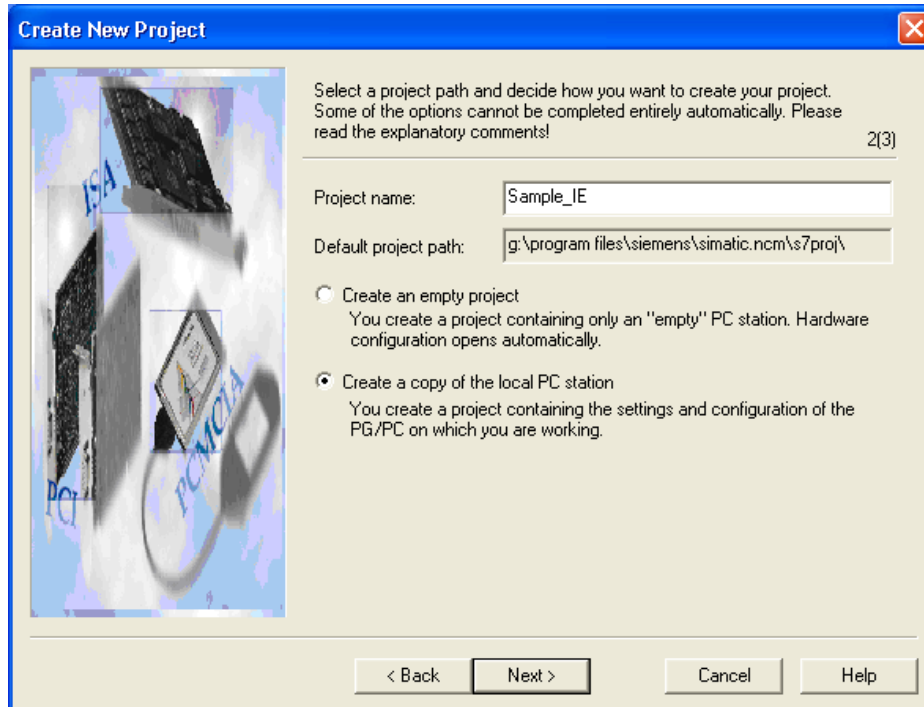 Create New Project
ISA
PCI
PCMCIA
Select a project path and decide how you want to create your project.
Some of the options cannot be completed entirely automatically. Please
read the explanatory comments!
2(3)
Project name:
Sample_IE
Default project path:
g:\program files\siemens\simatic.ncm\s7proj\
Create an empty project
You create a project containing only an "empty" PC station. Hardware
configuration opens automatically.
Create a copy of the local PC station
You create a project containing the settings and configuration of the
PG/PC on which you are working.
< Back
Next >
Cancel
Help